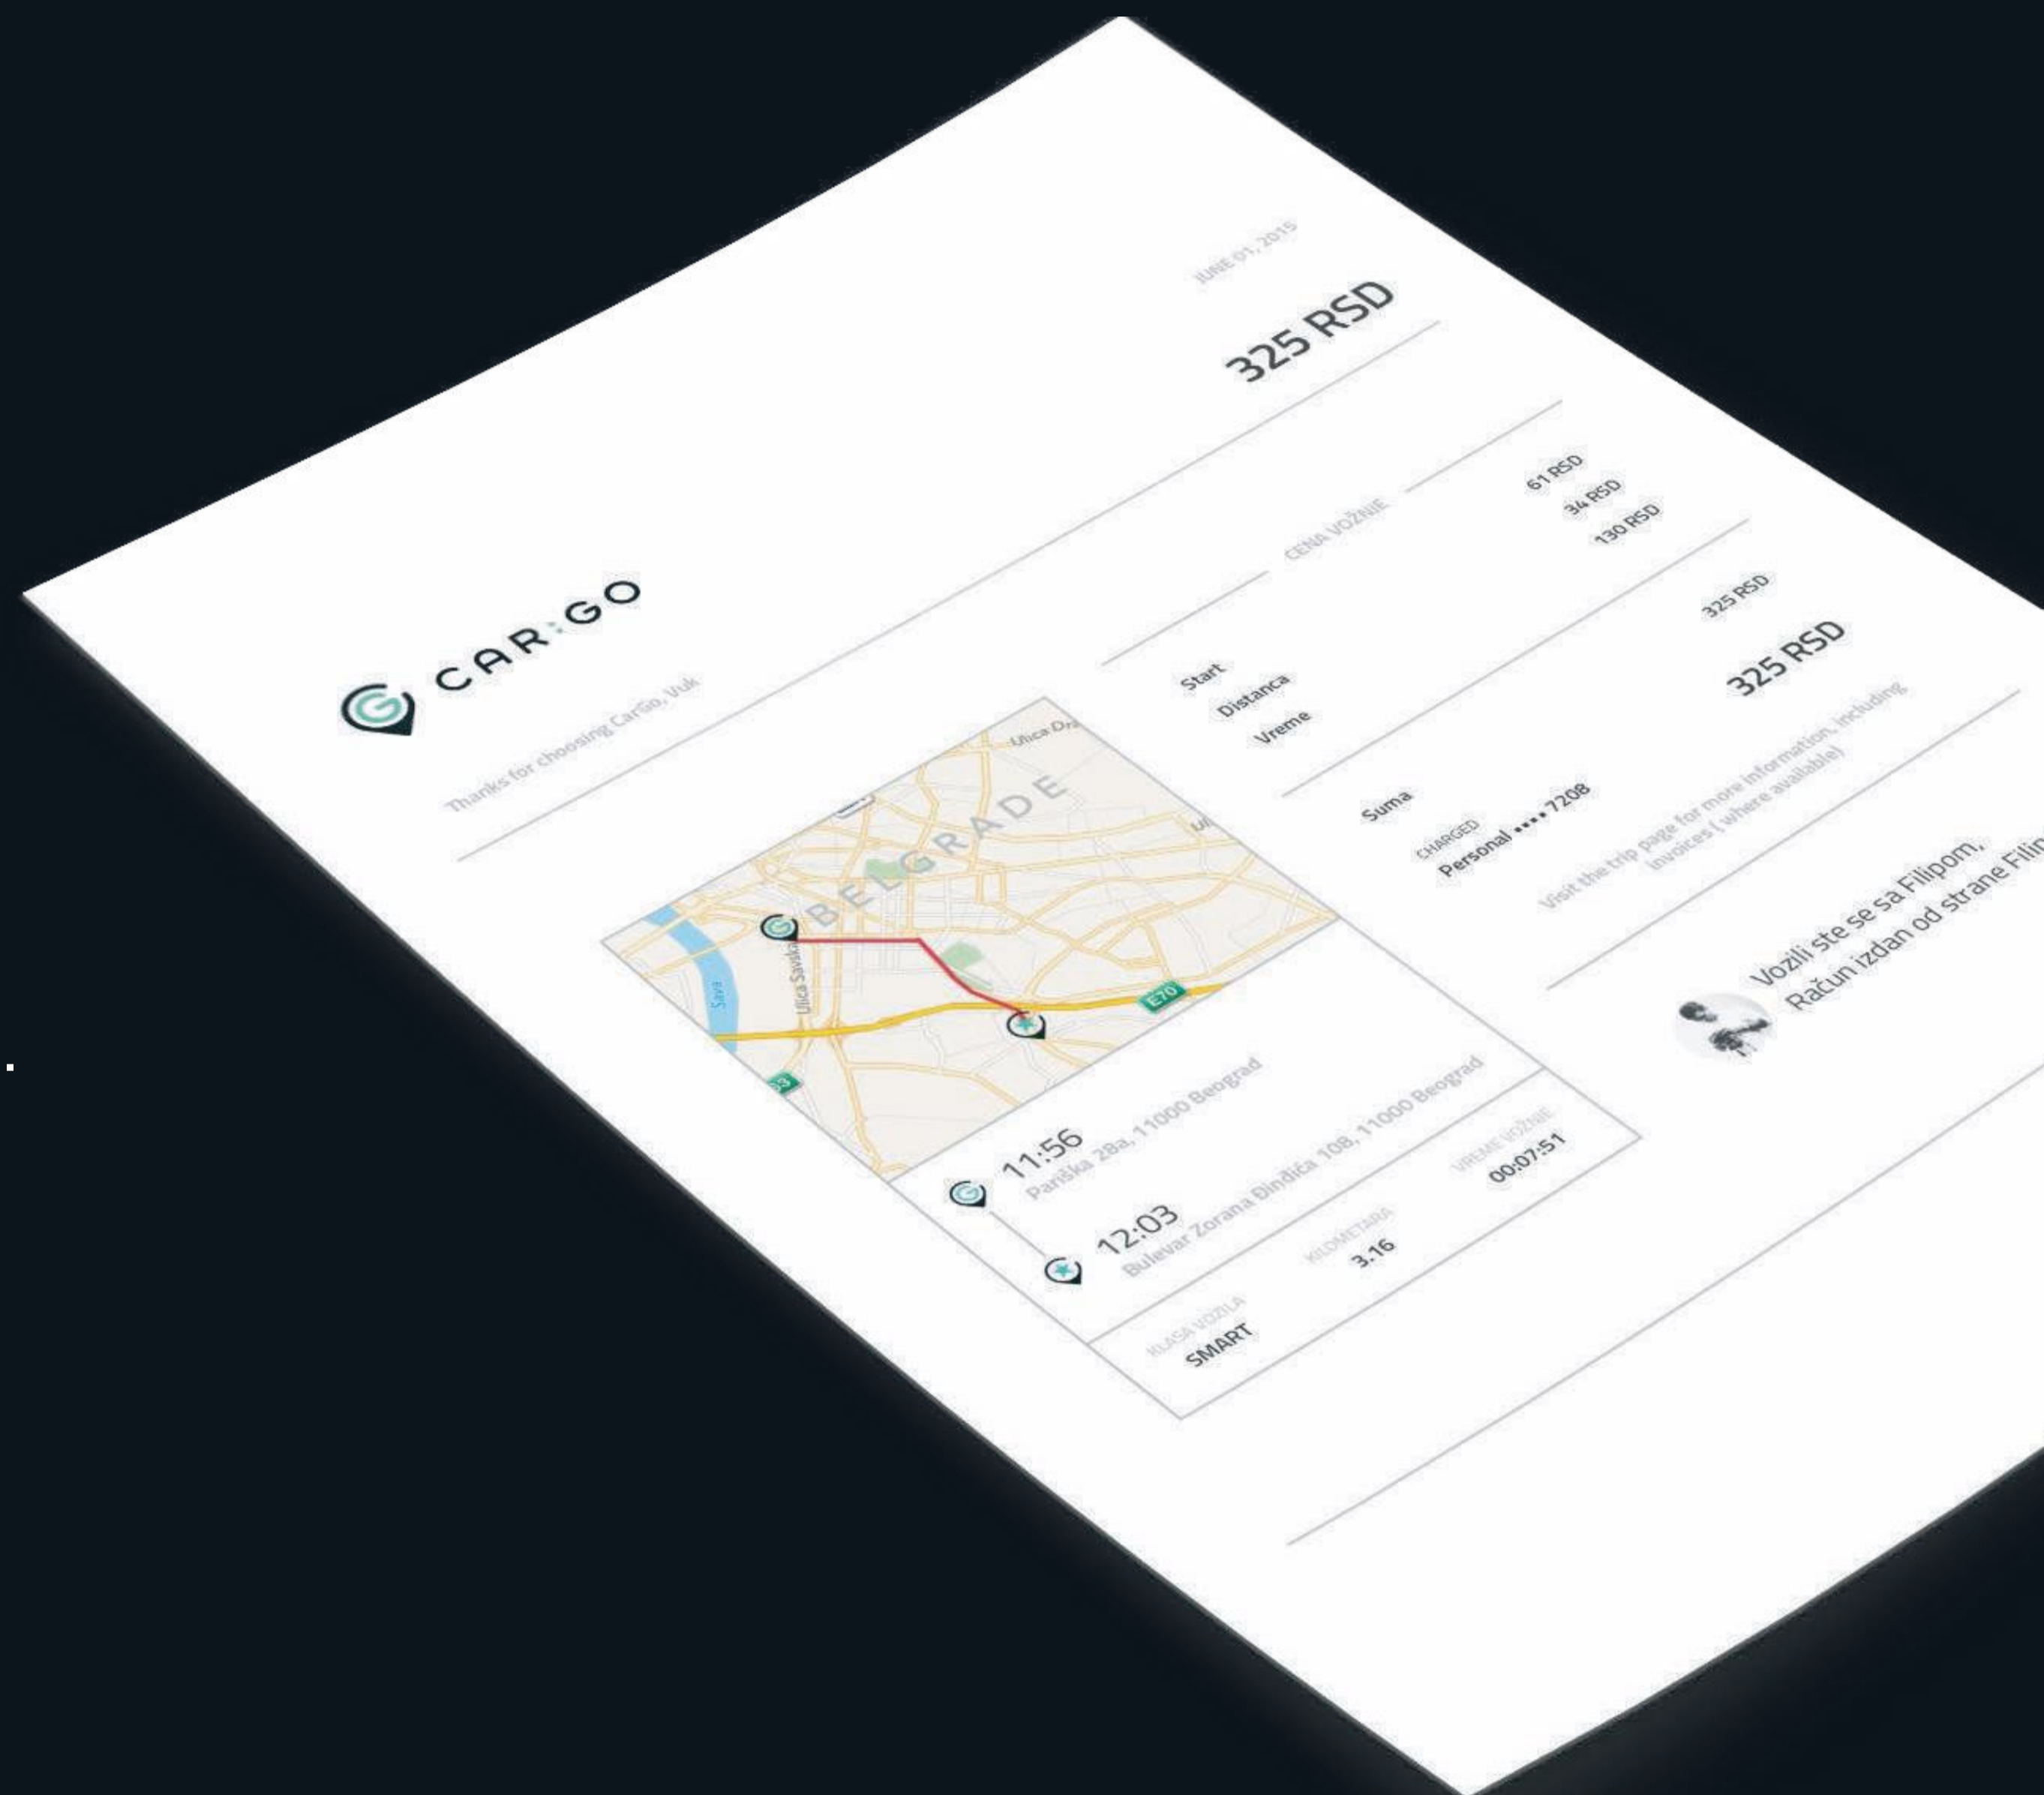 CAR:GO
JUNE 01, 2015
Thanks for choosing CarGo, Vuk
325 RSD
BELGRADE
Ulica Savska
Sava
E70
11:56
Pariška 28a, 11000 Beograd
12:03
Bulevar Zorana Đinđića 108, 11000 Beograd
KLASA VOZILA
SMART
KILOMETARA
3.16
VREME VOŽNJE
00:07:51
CENA VOŽNJE
Start 61 RSD
Distanca 34 RSD
Vreme 130 RSD
Suma 325 RSD
CHARGED
Personal •••• 7208 325 RSD
Visit the trip page for more information, including
invoices ( where available)
Vozili ste se sa Filipom,
Račun izdan od strane